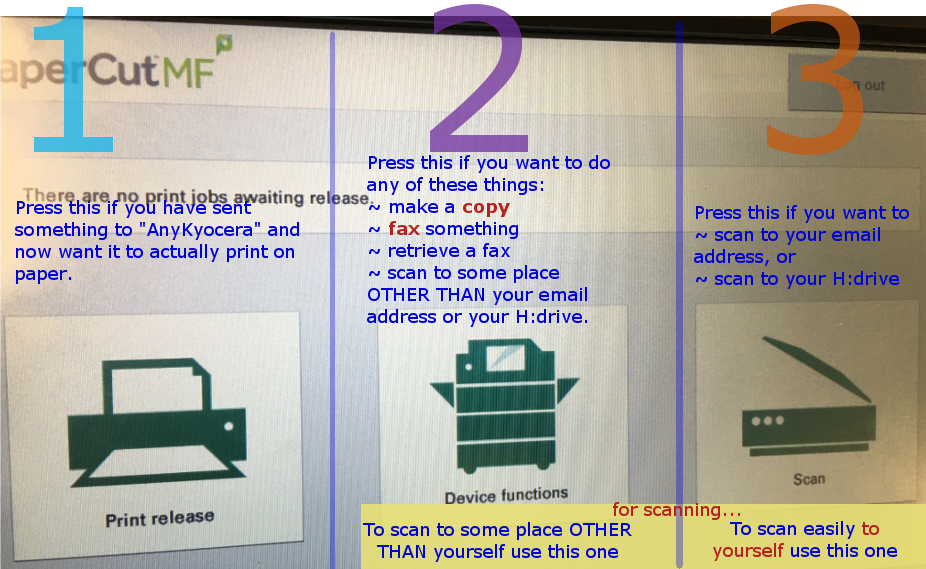 1
2
3
aperCutMF
Log out
There are no print jobs awaiting release.
Press this if you have sent
something to "AnyKyocera" and
now want it to actually print on
paper.
Print release
Press this if you want to do
any of these things:
~ make a copy
~ fax something
~ retrieve a fax
~ scan to some place
OTHER THAN your email
address or your H:drive.
Device functions
Press this if you want to
~ scan to your email
address, or
~ scan to your H:drive
Scan
for scanning...
To scan to some place OTHER
THAN yourself use this one
To scan easily to
yourself use this one